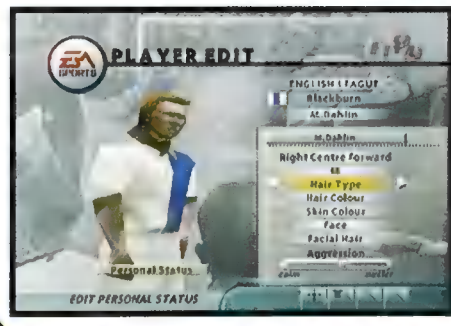 EA
SPORTS
PLAYER EDIT
ENGLISH LEAGUE
Blackburn
M.Dahlin
M.Dahlin
Right Centre Forward
Hair Type
Hair Colour
Skin Colour
Face
Facial Hair
Aggression
calm
Personal Status
EDIT PERSONAL STATUS